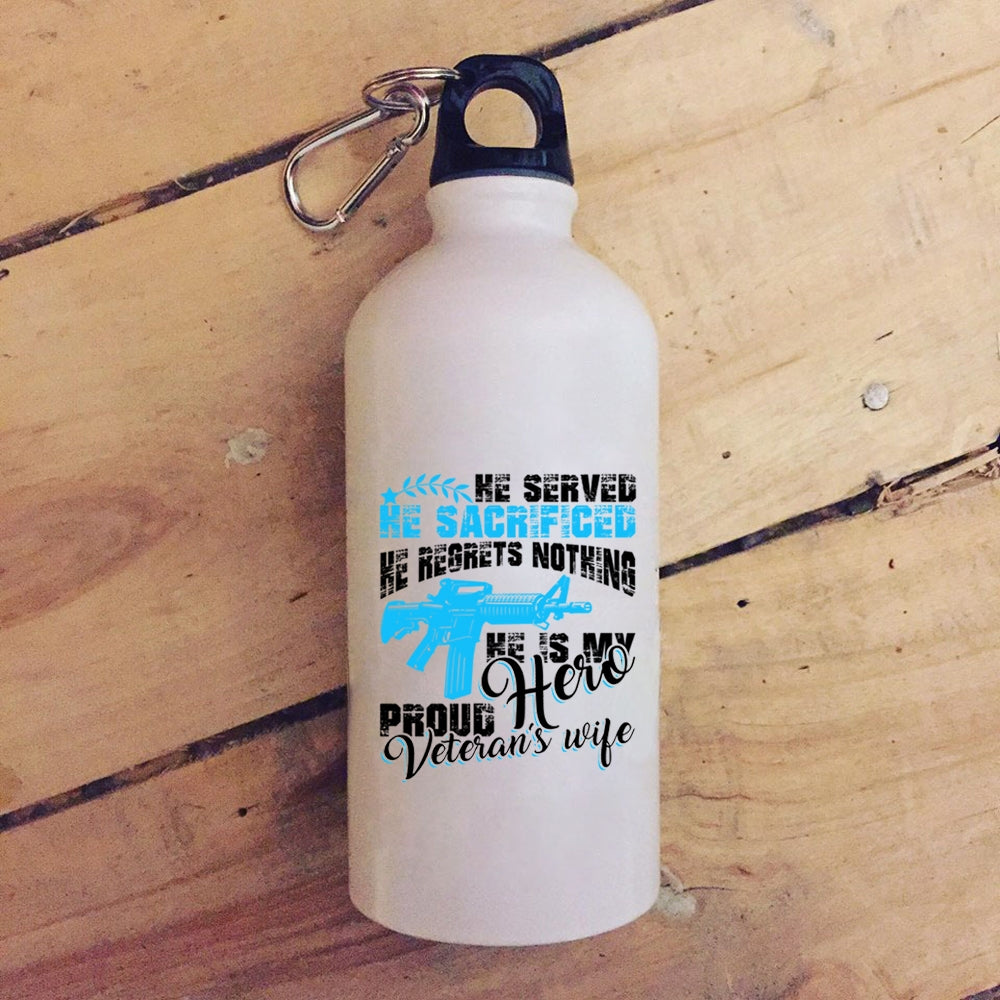 HE SERVED
HE SACRIFICED
HE REGRETS NOTHING
HE IS MY
Hero
PROUD
Veteran's wife